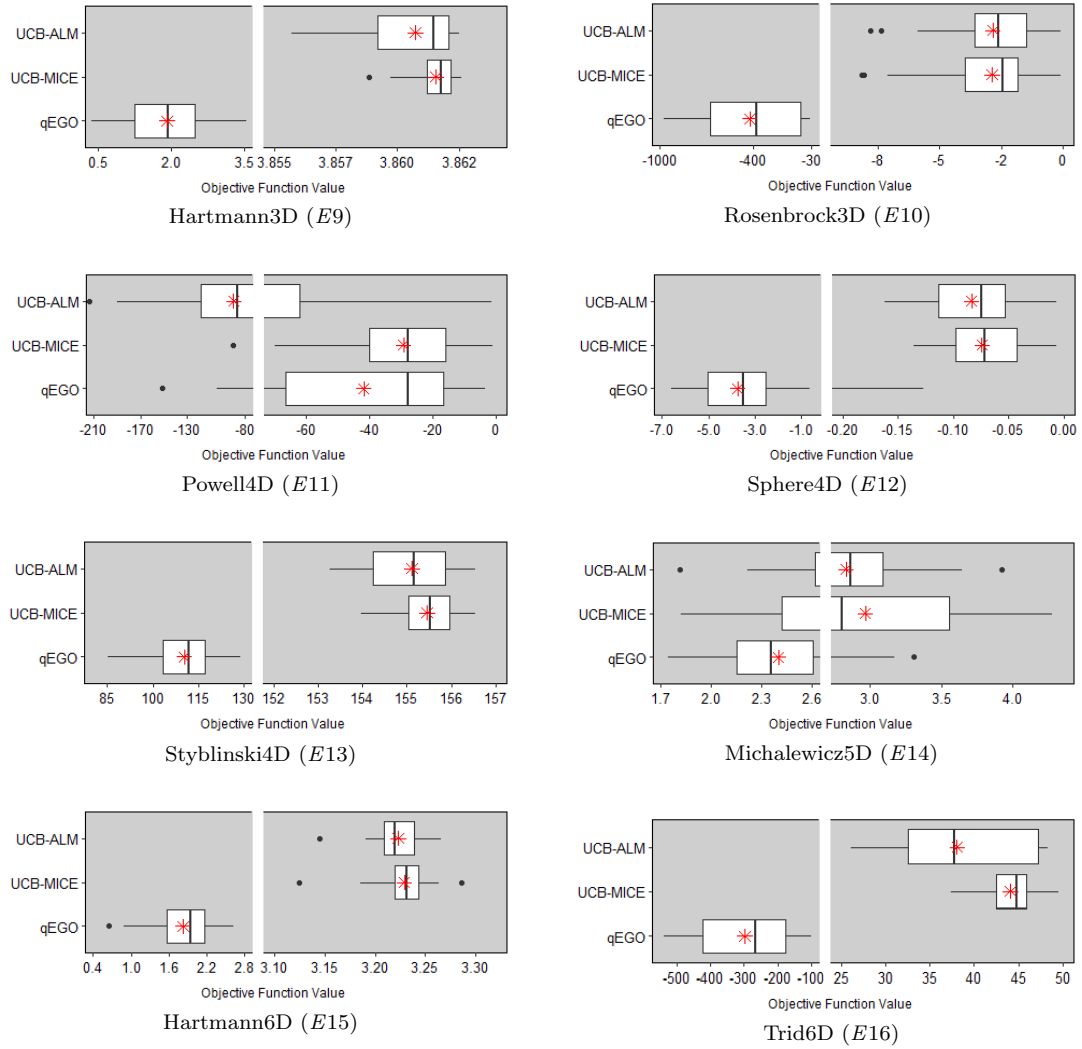 UCB-ALM
UCB-MICE
qEGO
0.5 2.0 3.5 3.855 3.857 3.860 3.862
Objective Function Value
Hartmann3D (E9)
UCB-ALM
UCB-MICE
qEGO
-1000 -400 -30 -8 -5 -2 0
Objective Function Value
Rosenbrock3D (E10)
UCB-ALM
UCB-MICE
qEGO
-210 -170 -130 -80 -60 -40 -20 0
Objective Function Value
Powell4D (E11)
UCB-ALM
UCB-MICE
qEGO
-7.0 -5.0 -3.0 -1.0 -0.20 -0.15 -0.10 -0.05 0.00
Objective Function Value
Sphere4D (E12)
UCB-ALM
UCB-MICE
qEGO
85 100 115 130 152 153 154 155 156 157
Objective Function Value
Styblinski4D (E13)
UCB-ALM
UCB-MICE
qEGO
1.7 2.0 2.3 2.6 3.0 3.5 4.0
Objective Function Value
Michalewicz5D (E14)
UCB-ALM
UCB-MICE
qEGO
0.4 1.0 1.6 2.2 2.8 3.10 3.15 3.20 3.25 3.30
Objective Function Value
Hartmann6D (E15)
UCB-ALM
UCB-MICE
qEGO
-500 -400 -300 -200 -100 25 30 35 40 45 50
Objective Function Value
Trid6D (E16)